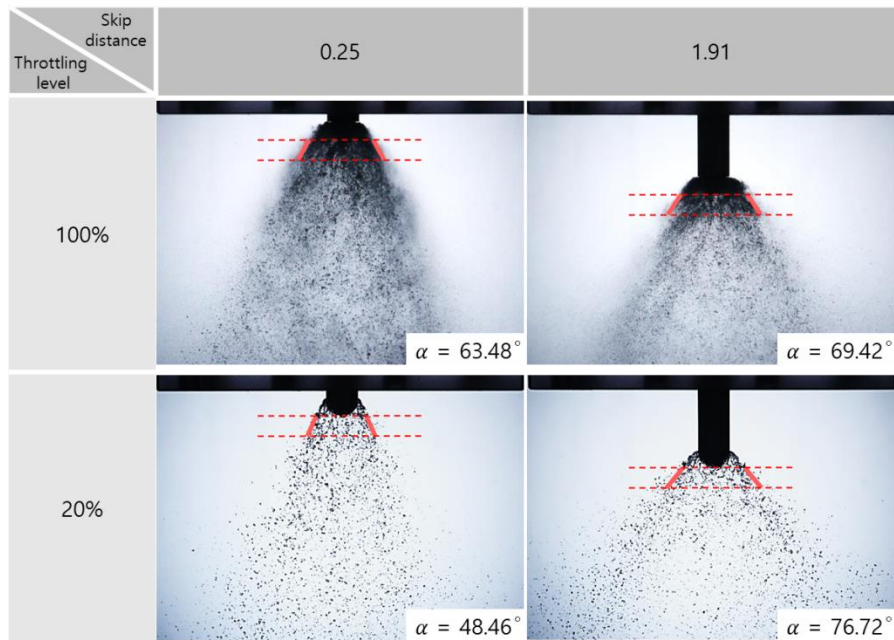 Skip
distance
Throttling
level
0.25
1.91
100%
α = 63.48°
α = 69.42°
20%
α = 48.46°
α = 76.72°